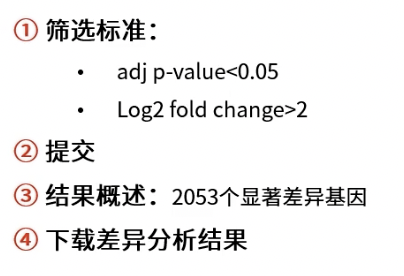 ① 筛选标准：
• adj p-value<0.05
• Log2 fold change>2
② 提交
③ 结果概述：2053个显著差异基因
④ 下载差异分析结果